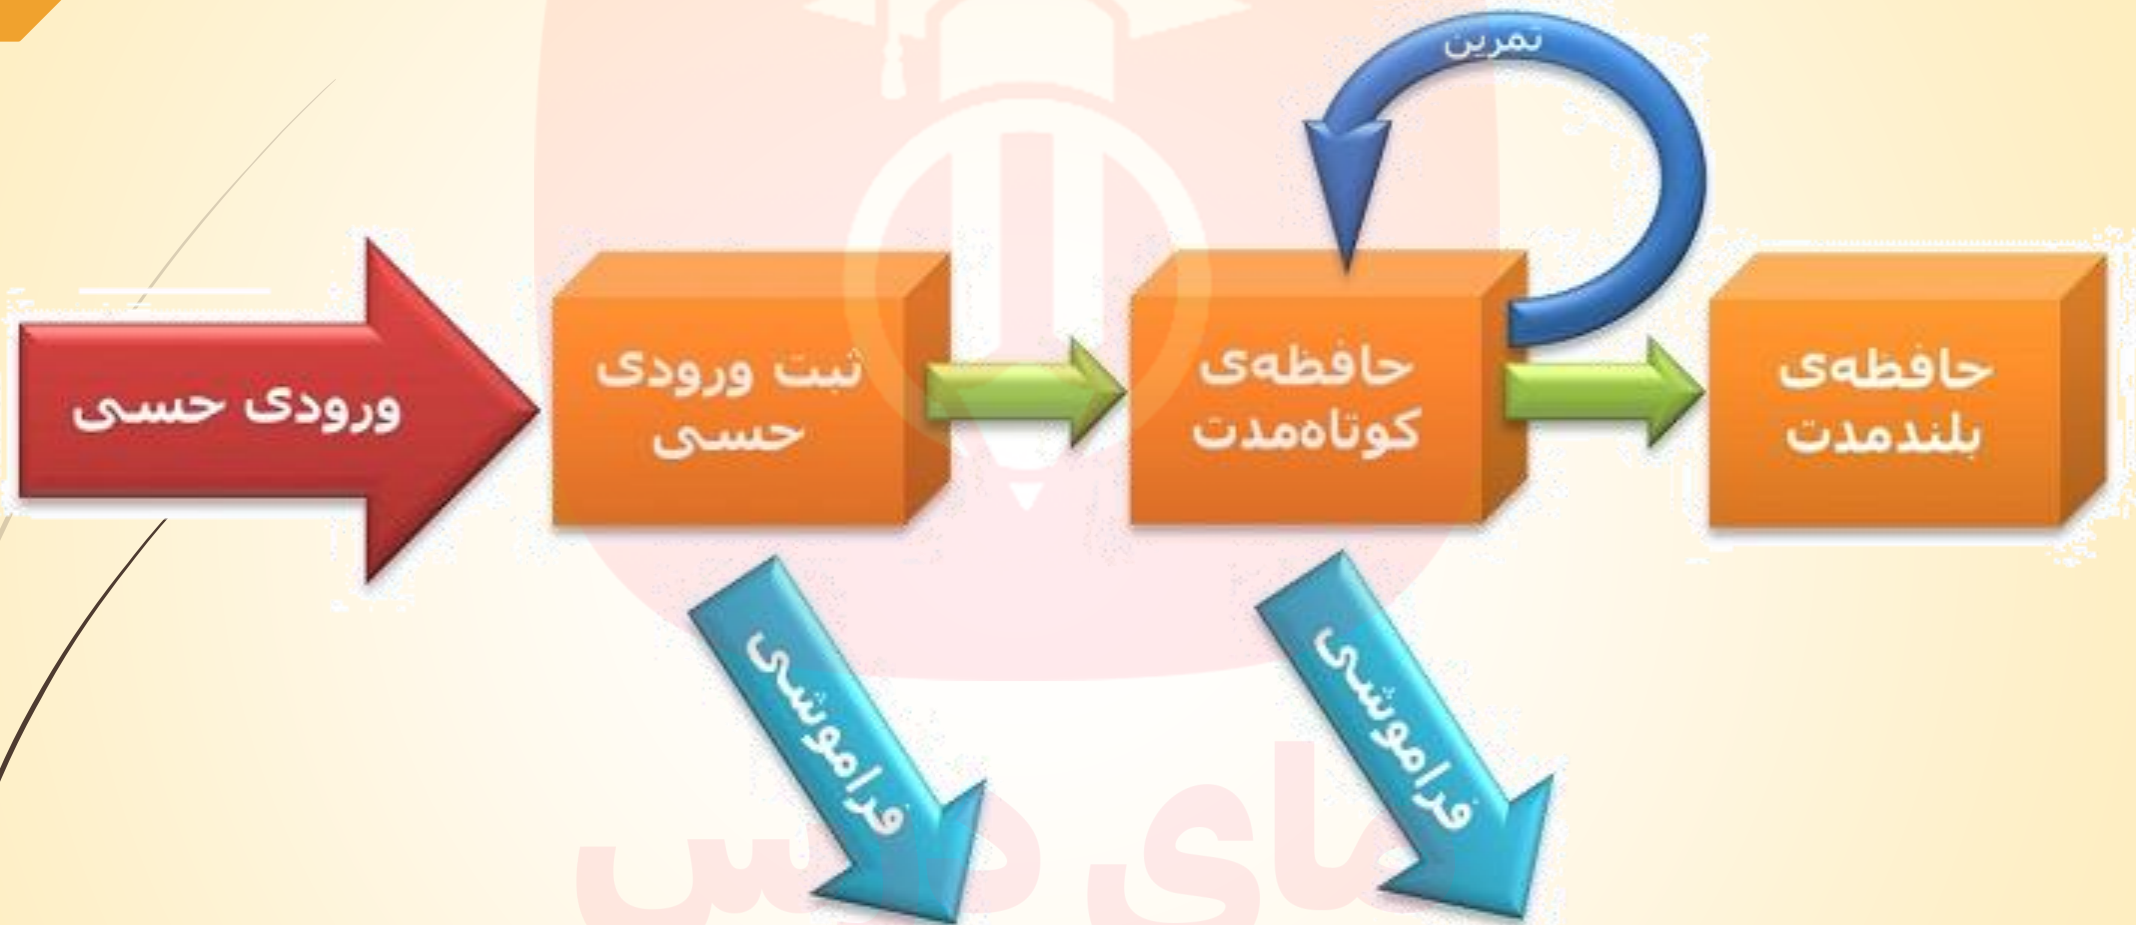 تمرین
ورودی حسی
ثبت ورودی
حسی
حافظه‌ی
کوتاه‌مدت
حافظه‌ی
بلندمدت
فراموشی
فراموشی